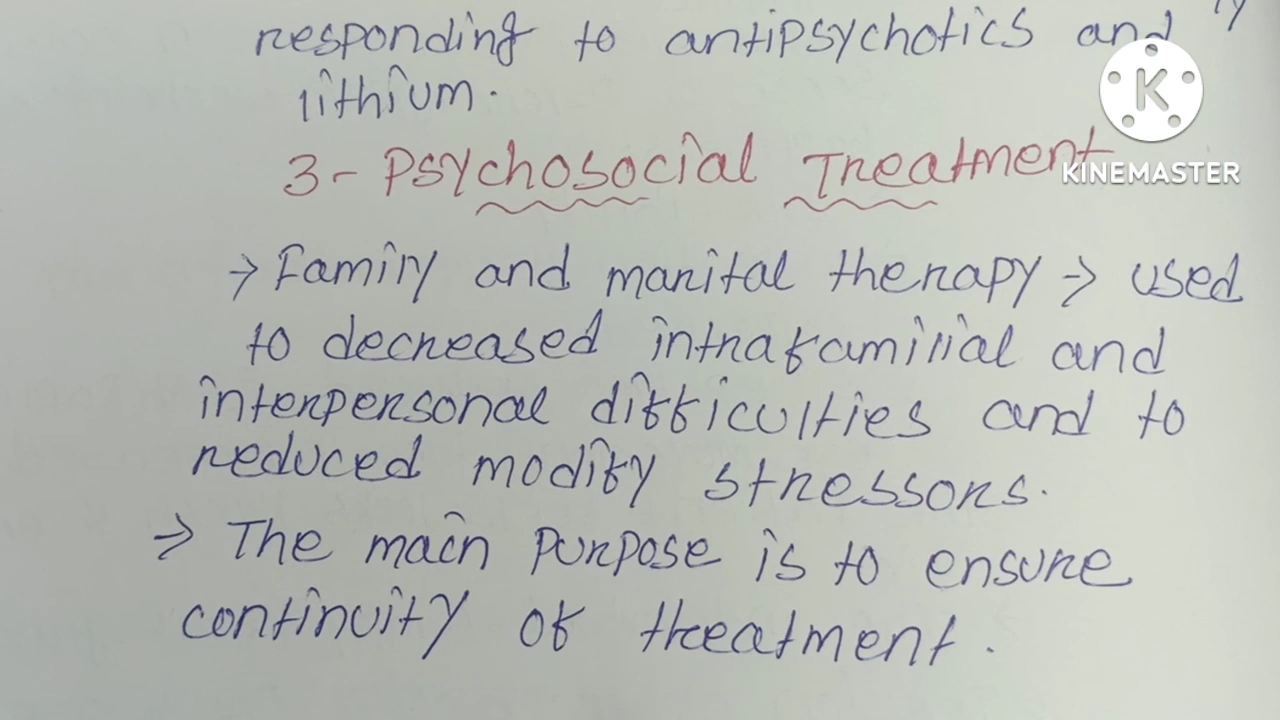 responding to antipsychotics and
lithium.
K
KINEMASTER
3- Psychosocial Treatment
→ Family and marital therapy → used
to decreased intrafamilial and
interpersonal difficulties and to
reduced modify stressors.
⇒ The main purpose is to ensure
continuity of treatment.